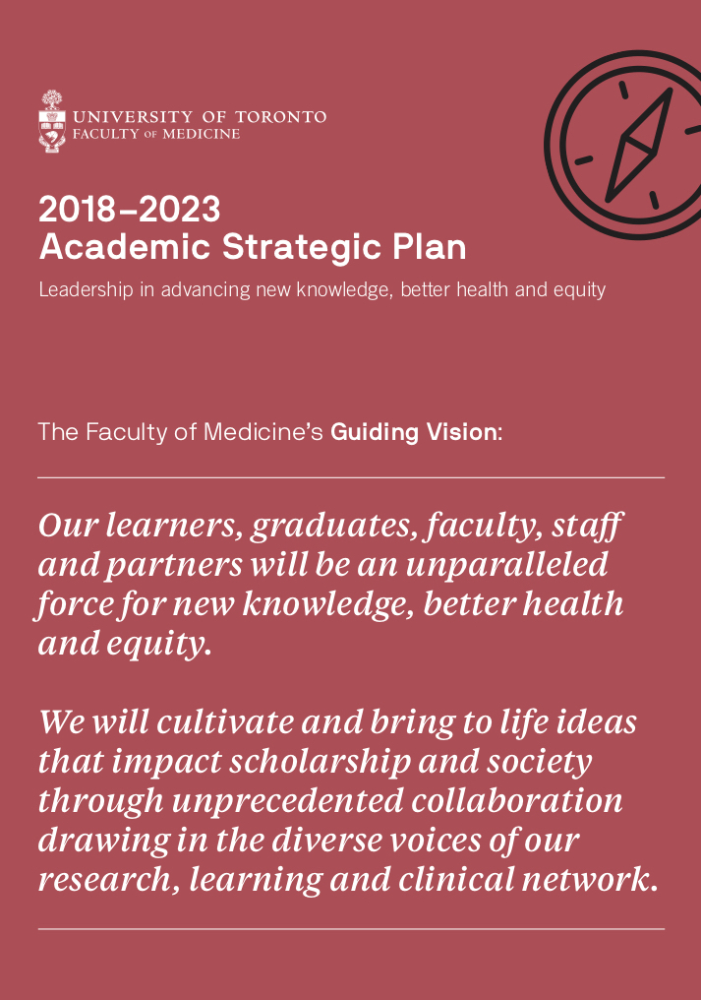 UNIVERSITY OF TORONTO
FACULTY OF MEDICINE
2018–2023
Academic Strategic Plan
Leadership in advancing new knowledge, better health and equity
The Faculty of Medicine’s Guiding Vision:
Our learners, graduates, faculty, staff
and partners will be an unparalleled
force for new knowledge, better health
and equity.
We will cultivate and bring to life ideas
that impact scholarship and society
through unprecedented collaboration
drawing in the diverse voices of our
research, learning and clinical network.